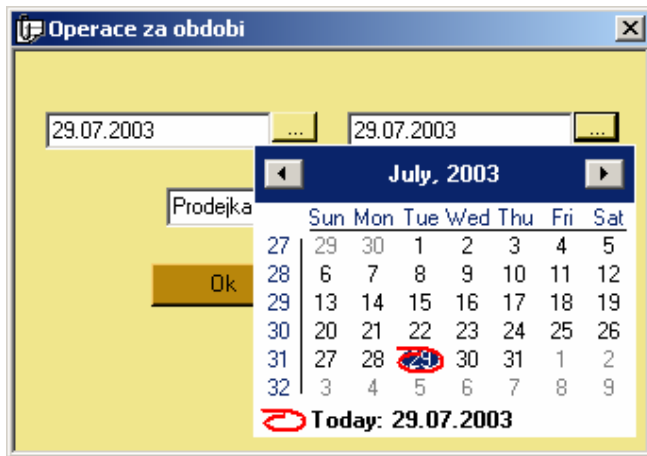 Operace za obdobi
29.07.2003 ... 29.07.2003 ...
July, 2003
Prodejka
Sun Mon Tue Wed Thu Fri Sat
27 29 30 1 2 3 4 5
Ok
28 6 7 8 9 10 11 12
29 13 14 15 16 17 18 19
30 20 21 22 23 24 25 26
31 27 28 29 30 31 1 2
32 3 4 5 6 7 8 9
Today: 29.07.2003